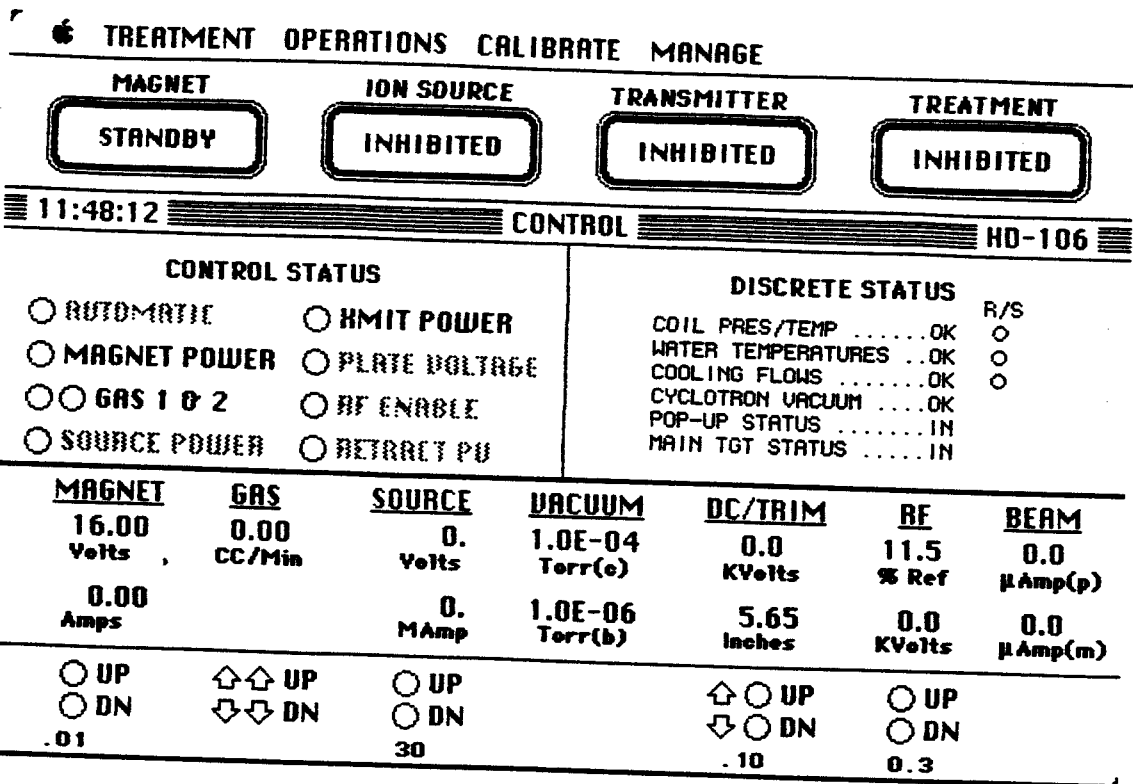 TREATMENT OPERATIONS CALIBRATE MANAGE
MAGNET ION SOURCE TRANSMITTER TREATMENT
STANDBY INHIBITED INHIBITED INHIBITED
11:48:12 CONTROL HD-106
CONTROL STATUS DISCRETE STATUS
R/S
AUTOMATIC XMIT POWER COIL PRES/TEMP ......OK
MAGNET POWER PLATE VOLTAGE WATER TEMPERATURES ..OK
COOLING FLOWS .......OK
GAS 1 & 2 RF ENABLE CYCLOTRON VACUUM ....OK
POP-UP STATUS .......IN
SOURCE POWER RETRACT PU MAIN TGT STATUS .....IN
MAGNET GAS SOURCE VACUUM DC/TRIM RF BEAM
16.00 0.00 0. 1.0E-04 0.0 11.5 0.0
Volts , CC/Min Volts Torr(c) KVolts % Ref µAmp(p)
0.00 0. 1.0E-06 5.65 0.0 0.0
Amps MAmp Torr(b) Inches KVolts µAmp(m)
UP UP UP UP UP
DN DN DN DN DN
.01 30 .10 0.3